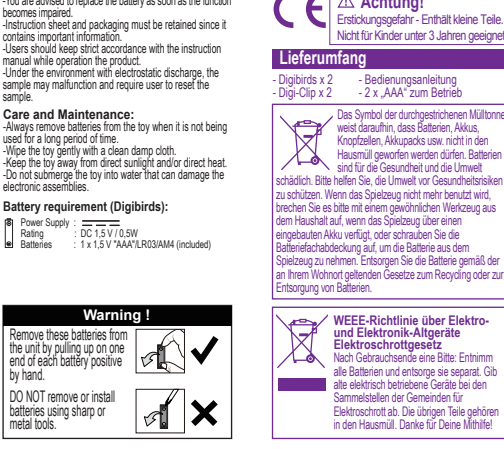 -You are advised to replace the battery as soon as the function
becomes impaired.
-Instruction sheet and packaging must be retained since it
contains important information.
-Users should keep strict accordance with the instruction
manual while operation the product.
-Under the environment with electrostatic discharge, the
sample may malfunction and require user to reset the
sample.
Care and Maintenance:
-Always remove batteries from the toy when it is not being
used for a long period of time.
-Wipe the toy gently with a clean damp cloth.
-Keep the toy away from direct sunlight and/or direct heat.
-Do not submerge the toy into water that can damage the
electronic assemblies.
Battery requirement (Digibirds):
Power Supply :
Rating : DC 1,5 V / 0,5W
Batteries : 1 x 1,5 V "AAA"/LR03/AM4 (included)
Warning !
Remove these batteries from
the unit by pulling up on one
end of each battery positive
by hand.
DO NOT remove or install
batteries using sharp or
metal tools.
CE
Achtung!
Erstickungsgefahr - Enthält kleine Teile.
Nicht für Kinder unter 3 Jahren geeignet
Lieferumfang
- Digibirds x 2 - Bedienungsanleitung
- Digi-Clip x 2 - 2 x „AAA“ zum Betrieb
Das Symbol der durchgestrichenen Mülltonne
weist daraufhin, dass Batterien, Akkus,
Knopfzellen, Akkupacks usw. nicht in den
Hausmüll geworfen werden dürfen. Batterien
sind für die Gesundheit und die Umwelt
schädlich. Bitte helfen Sie, die Umwelt vor Gesundheitsrisiken
zu schützen. Wenn das Spielzeug nicht mehr benutzt wird,
brechen Sie es bitte mit einem gewöhnlichen Werkzeug aus
dem Haushalt auf, wenn das Spielzeug über einen
eingebauten Akku verfügt, oder schrauben Sie die
Batteriefachabdeckung auf, um die Batterie aus dem
Spielzeug zu nehmen. Entsorgen Sie die Batterie gemäß der
an Ihrem Wohnort geltenden Gesetze zum Recycling oder zur
Entsorgung von Batterien.
WEEE-Richtlinie über Elektro-
und Elektronik-Altgeräte
Elektroschrottgesetz
Nach Gebrauchsende eine Bitte: Entnimm
alle Batterien und entsorge sie separat. Gib
alte elektrisch betriebene Geräte bei den
Sammelstellen der Gemeinden für
Elektroschrott ab. Die übrigen Teile gehören
in den Hausmüll. Danke für Deine Mithilfe!